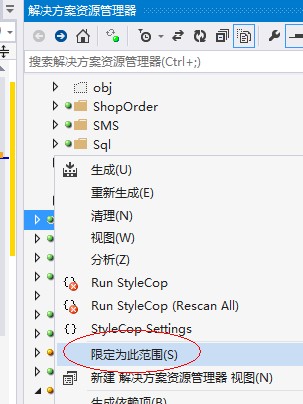 解决方案资源管理器
搜索解决方案资源管理器(Ctrl+;)
obj
ShopOrder
SMS
Sql
生成(U)
重新生成(E)
清理(N)
视图(W)
分析(Z)
Run StyleCop
Run StyleCop (Rescan All)
StyleCop Settings
限定为此范围(S)
新建 解决方案资源管理器 视图(N)
生成依赖项(B)